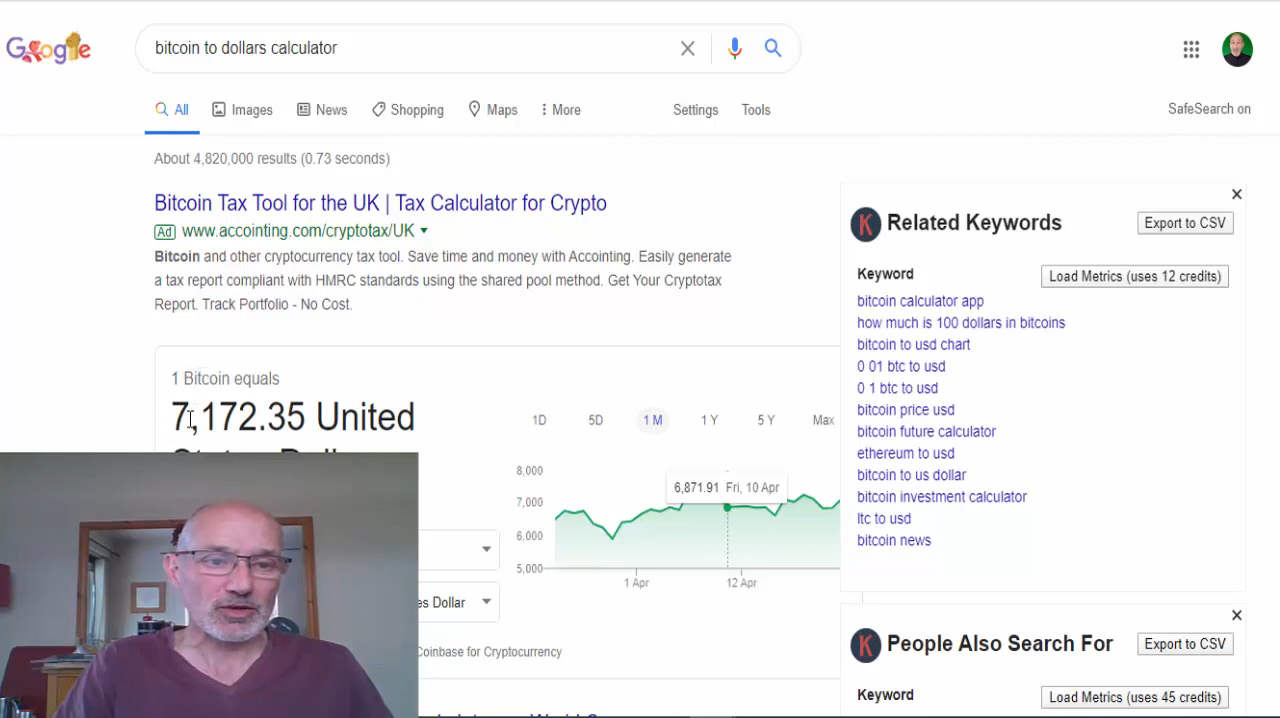 Google
bitcoin to dollars calculator
All Images News Shopping Maps More Settings Tools SafeSearch on
About 4,820,000 results (0.73 seconds)
Bitcoin Tax Tool for the UK | Tax Calculator for Crypto
Ad www.accointing.com/cryptotax/UK
Bitcoin and other cryptocurrency tax tool. Save time and money with Accointing. Easily generate
a tax report compliant with HMRC standards using the shared pool method. Get Your Cryptotax
Report. Track Portfolio - No Cost.
1 Bitcoin equals
7,172.35 United
1D 5D 1M 1Y 5Y Max
8,000
7,000
6,000
5,000
6,871.91 Fri, 10 Apr
1 Apr 12 Apr
es Dollar
Coinbase for Cryptocurrency
K Related Keywords Export to CSV
Keyword Load Metrics (uses 12 credits)
bitcoin calculator app
how much is 100 dollars in bitcoins
bitcoin to usd chart
0 01 btc to usd
0 1 btc to usd
bitcoin price usd
bitcoin future calculator
ethereum to usd
bitcoin to us dollar
bitcoin investment calculator
ltc to usd
bitcoin news
K People Also Search For Export to CSV
Keyword Load Metrics (uses 45 credits)